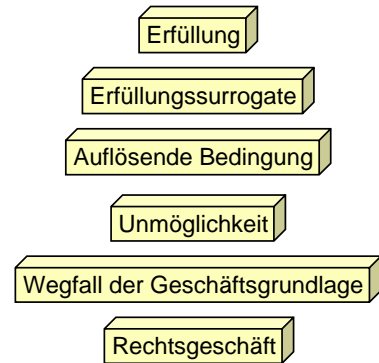 Erfüllung
Erfüllungssurrogate
Auflösende Bedingung
Unmöglichkeit
Wegfall der Geschäftsgrundlage
Rechtsgeschäft